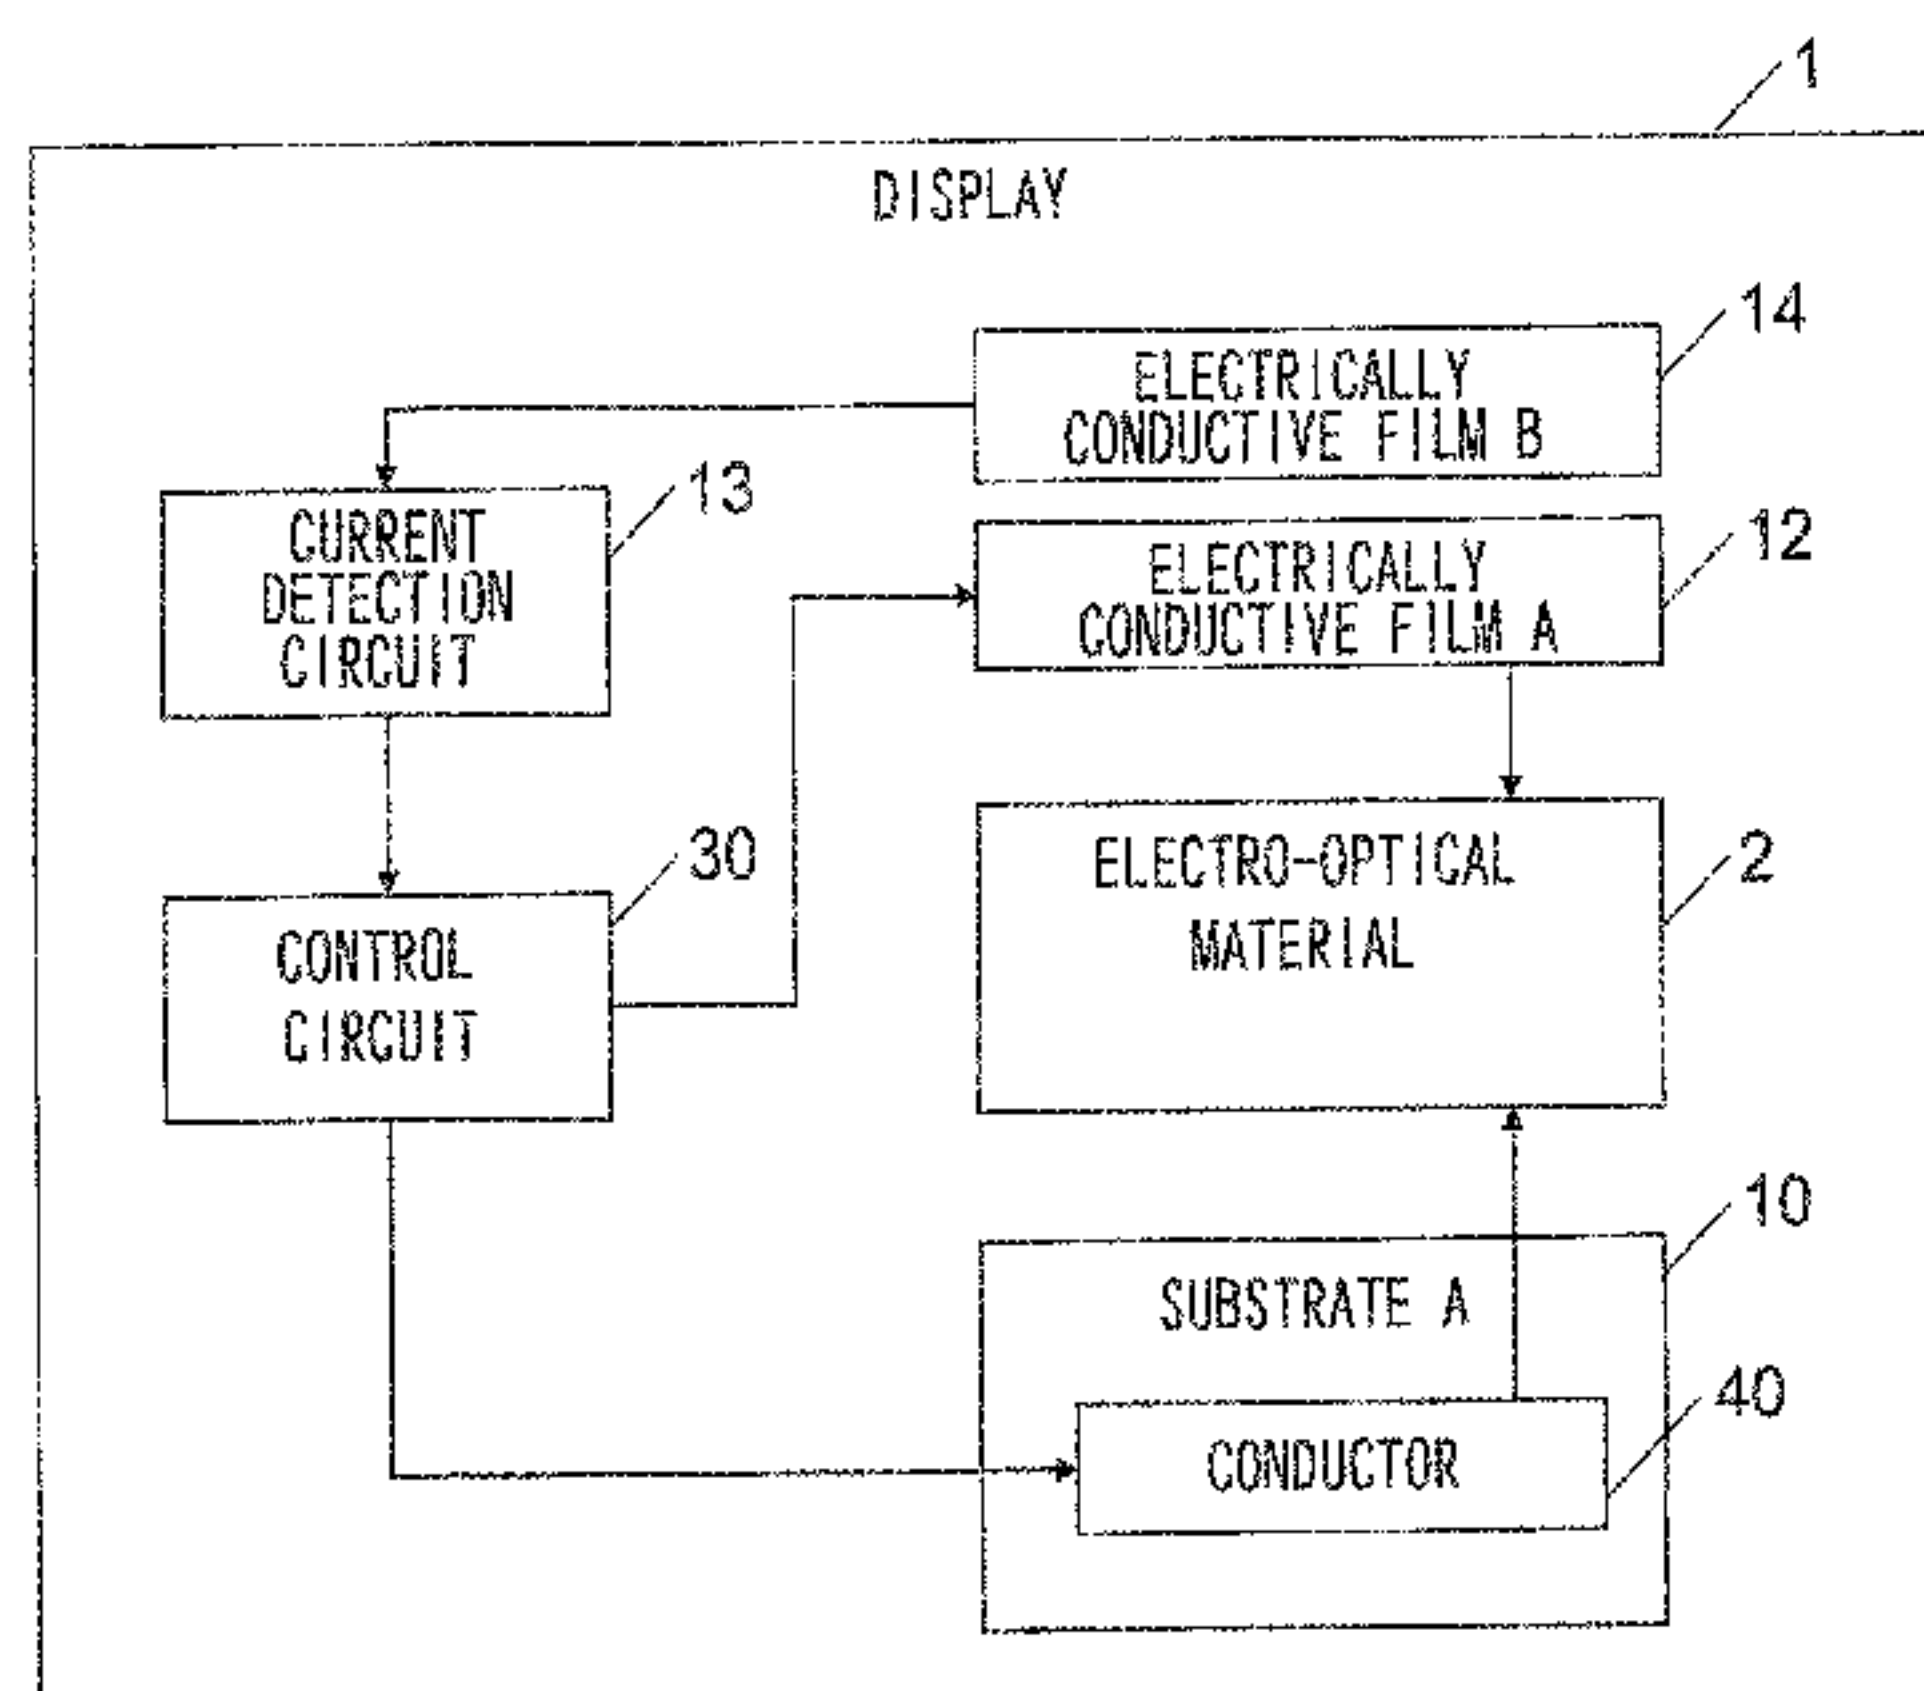 1
DISPLAY
14
ELECTRICALLY
CONDUCTIVE FILM B
13
CURRENT
DETECTION
CIRCUIT
12
ELECTRICALLY
CONDUCTIVE FILM A
30
CONTROL
CIRCUIT
2
ELECTRO-OPTICAL
MATERIAL
10
SUBSTRATE A
40
CONDUCTOR